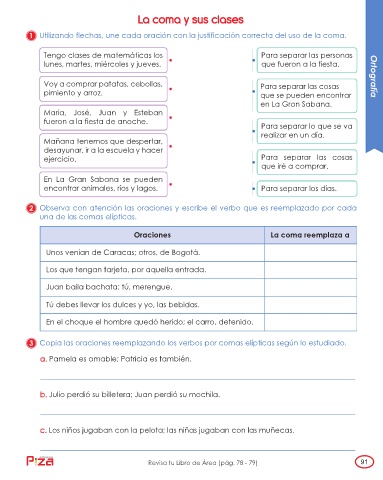 La coma y sus clases
1 Utilizando flechas, une cada oración con la justificación correcta del uso de la coma.
Tengo clases de matemáticas los
lunes, martes, miércoles y jueves.
Voy a comprar patatas, cebollas,
pimiento y arroz.
María, José, Juan y Esteban
fueron a la fiesta de anoche.
Mañana tenemos que despertar,
desayunar, ir a la escuela y hacer
ejercicio.
En La Gran Sabana se pueden
encontrar animales, ríos y lagos.
Para separar las personas
que fueron a la fiesta.
Para separar las cosas
que se pueden encontrar
en La Gran Sabana.
Para separar lo que se va
realizar en un día.
Para separar las cosas
que iré a comprar.
Para separar los días.
Ortografía
2 Observa con atención las oraciones y escribe el verbo que es reemplazado por cada
una de las comas elípticas.
Oraciones La coma reemplaza a
Unos venían de Caracas; otros, de Bogotá.
Los que tengan tarjeta, por aquella entrada.
Juan baila bachata; tú, merengue.
Tú debes llevar los dulces y yo, las bebidas.
En el choque el hombre quedó herido; el carro, detenido.
3 Copia las oraciones reemplazando los verbos por comas elípticas según lo estudiado.
a. Pamela es amable; Patricia es también.
b. Julio perdió su billetera; Juan perdió su mochila.
c. Los niños jugaban con la pelota; las niñas jugaban con las muñecas.
Revisa tu Libro de Área (pág. 78 - 79)
91